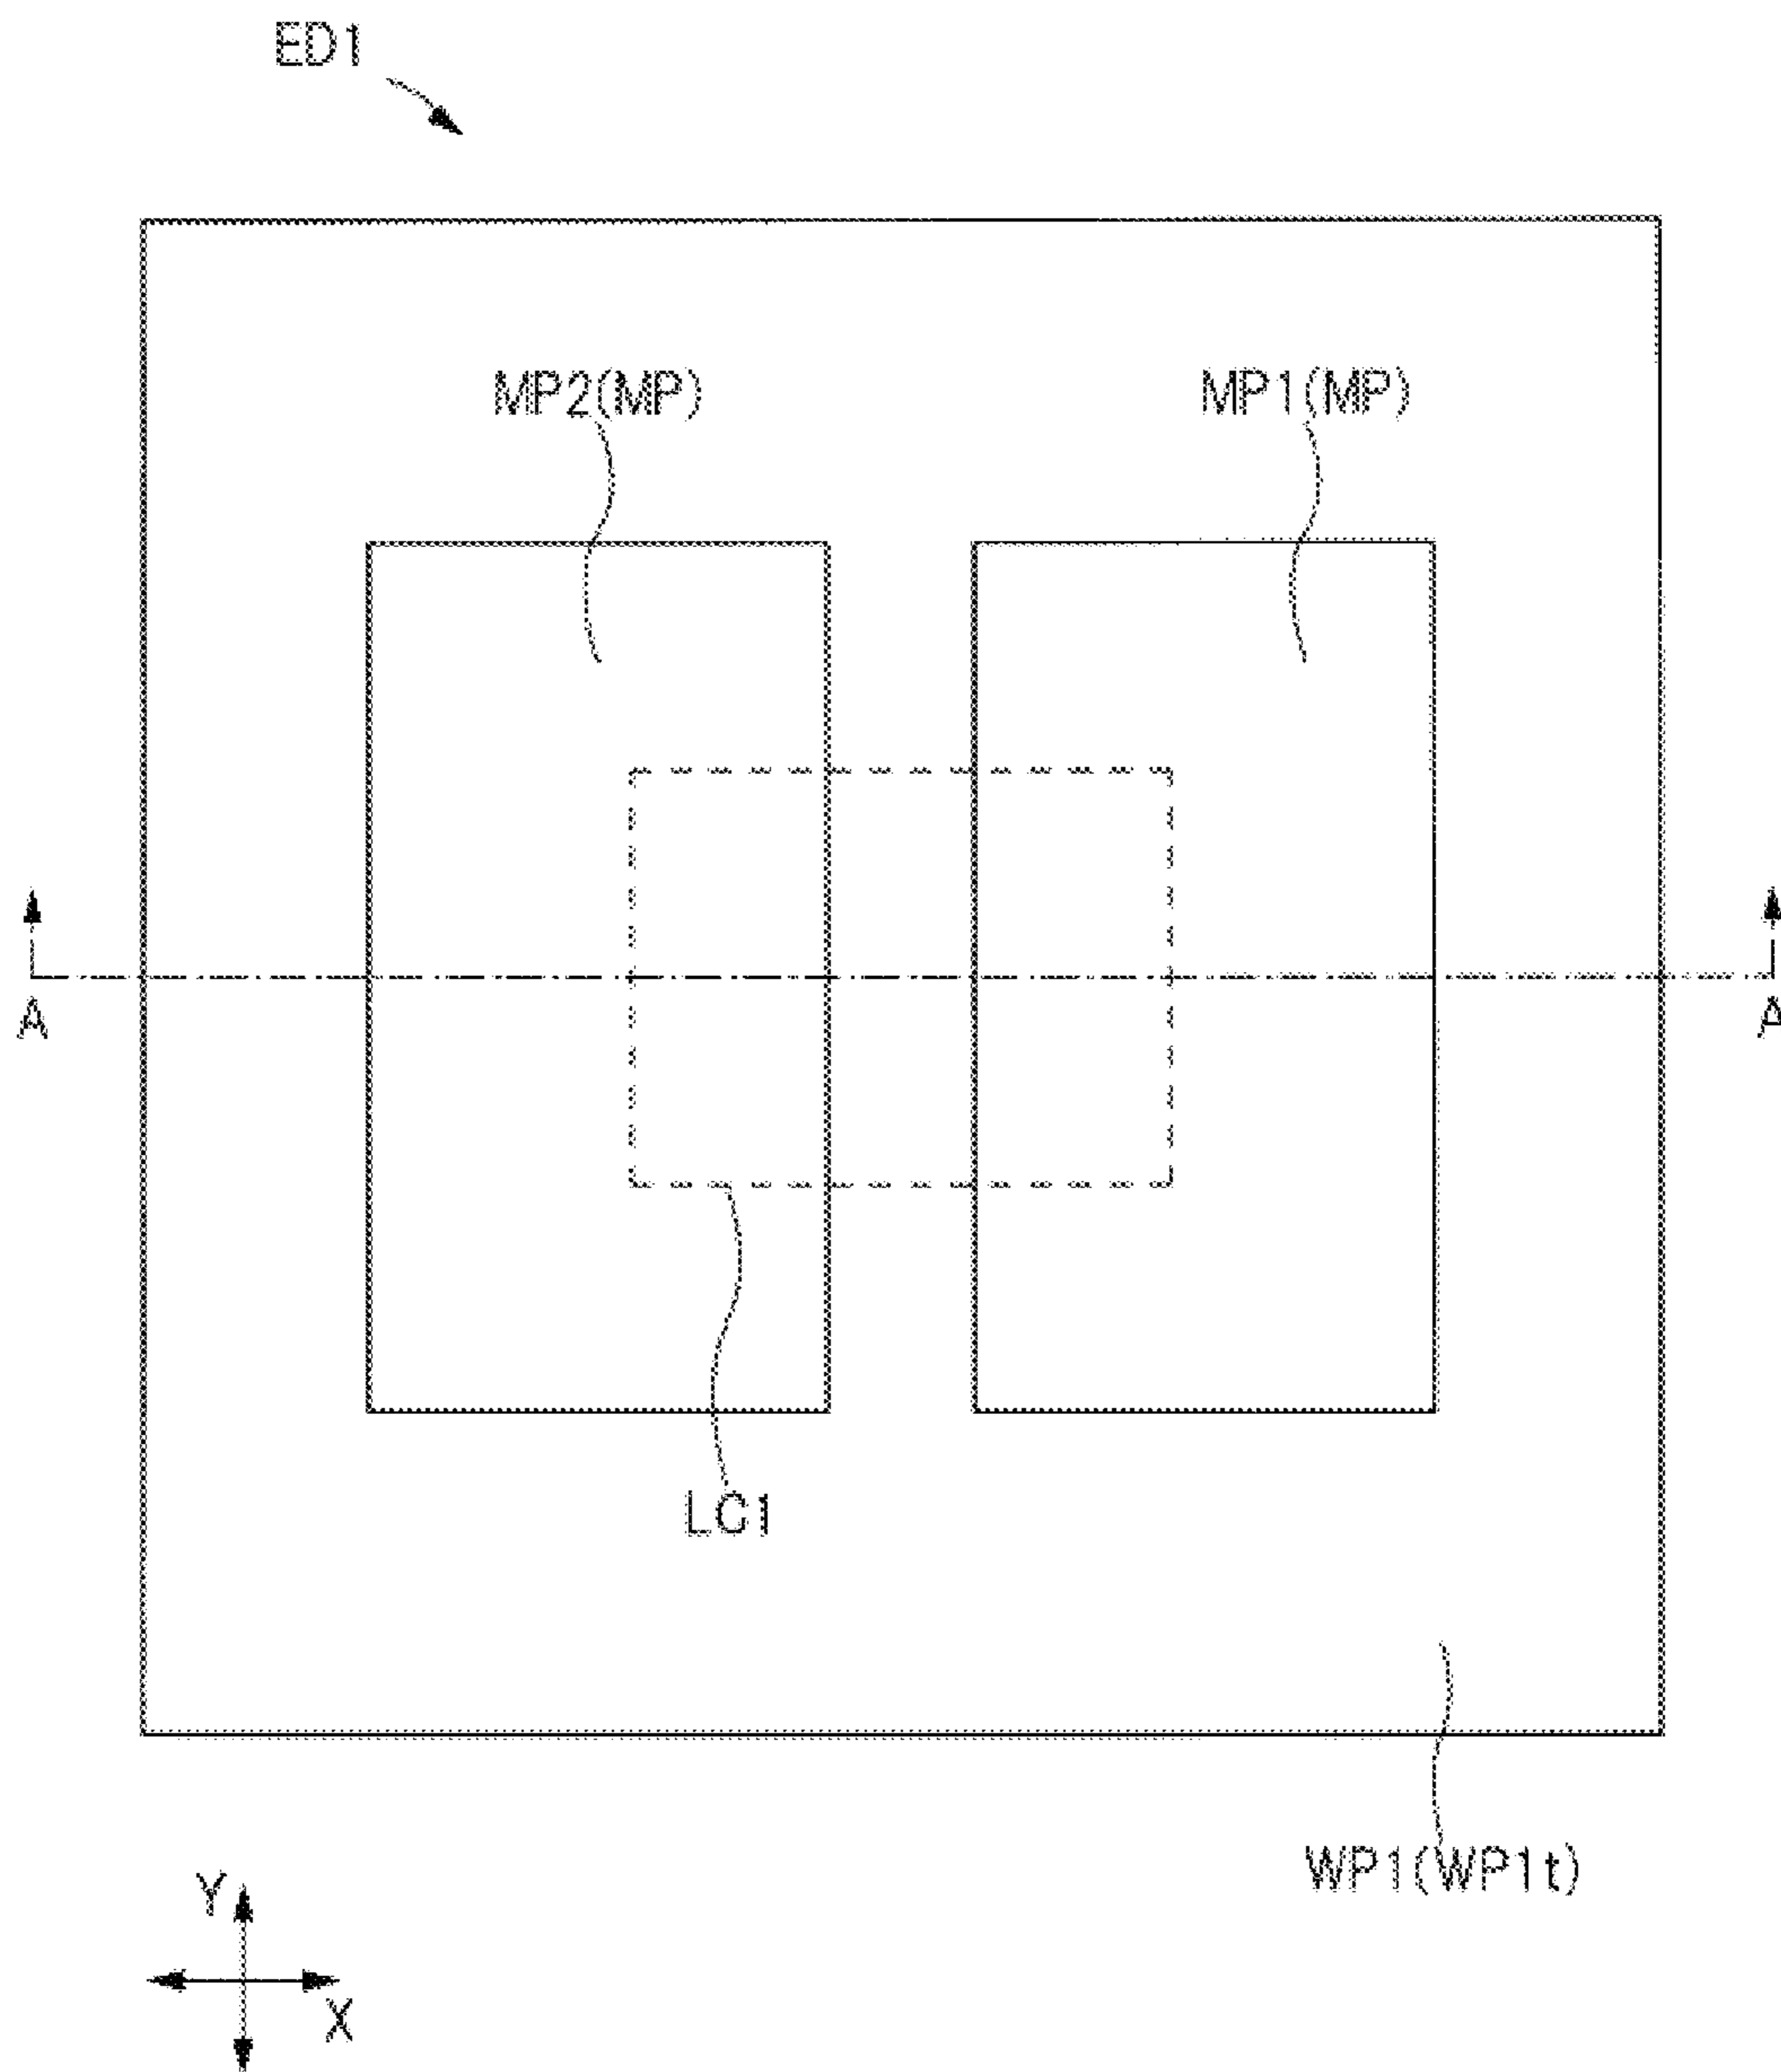 ED1
MP2(MP) MP1(MP)
A A
LC1
WP1(WP1t)
Y
X